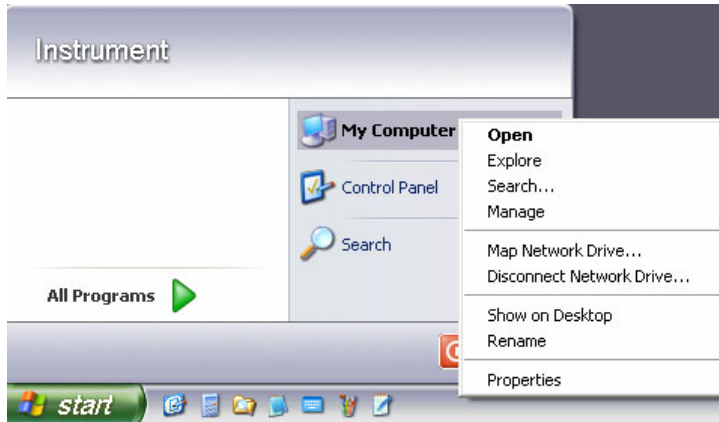 Instrument
My Computer
Control Panel
Search
All Programs
Open
Explore
Search...
Manage
Map Network Drive...
Disconnect Network Drive...
Show on Desktop
Rename
Properties
start